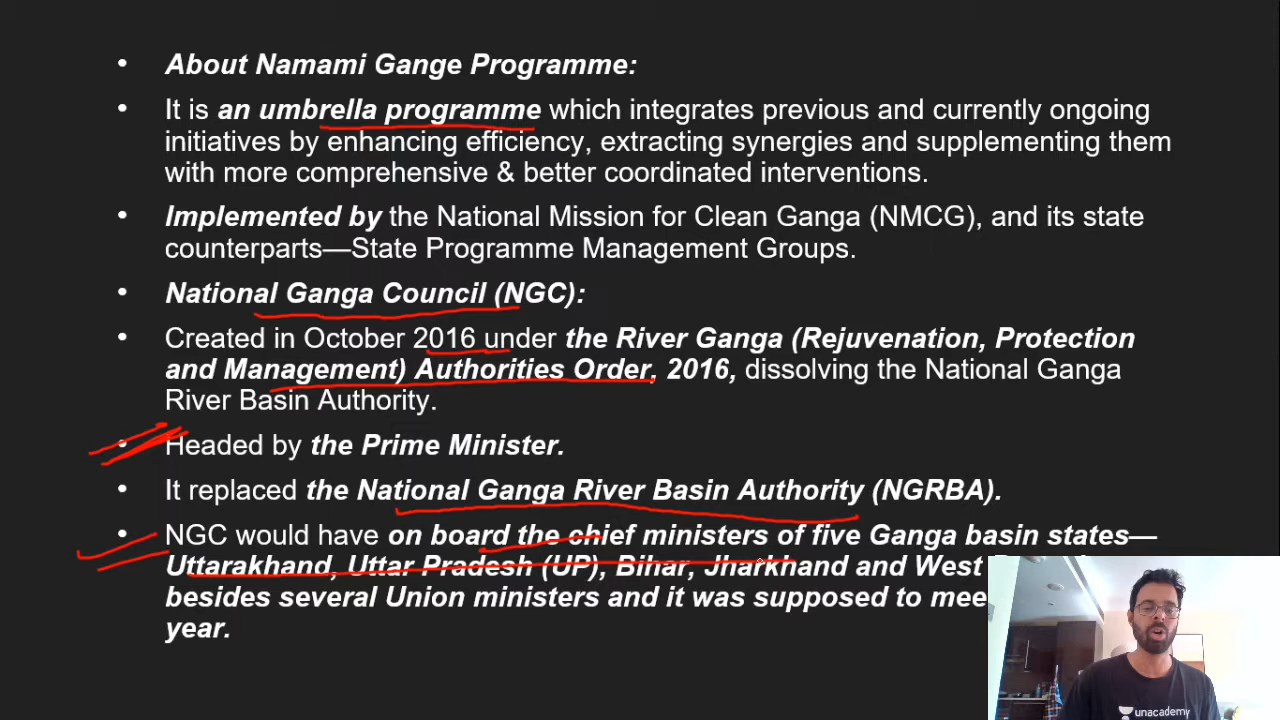 • About Namami Gange Programme:
• It is an umbrella programme which integrates previous and currently ongoing
initiatives by enhancing efficiency, extracting synergies and supplementing them
with more comprehensive & better coordinated interventions.
• Implemented by the National Mission for Clean Ganga (NMCG), and its state
counterparts—State Programme Management Groups.
• National Ganga Council (NGC):
• Created in October 2016 under the River Ganga (Rejuvenation, Protection
and Management) Authorities Order, 2016, dissolving the National Ganga
River Basin Authority.
• Headed by the Prime Minister.
• It replaced the National Ganga River Basin Authority (NGRBA).
• NGC would have on board the chief ministers of five Ganga basin states—
Uttarakhand, Uttar Pradesh (UP), Bihar, Jharkhand and West
besides several Union ministers and it was supposed to
year.
unacademy